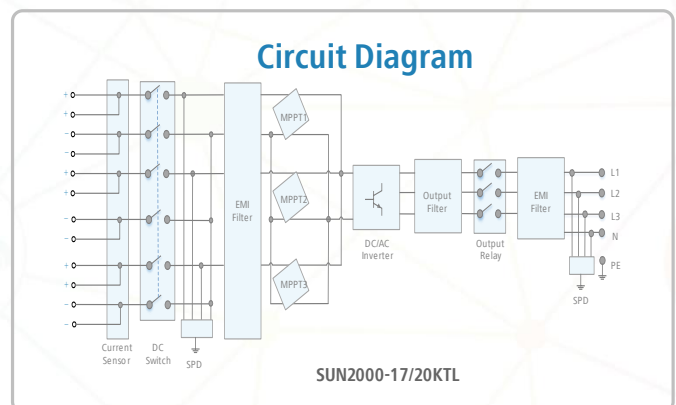 Circuit Diagram
+
+
−
−
+
+
−
−
+
+
−
−
MPPT1
MPPT2
MPPT3
EMI
Filter
Current
Sensor
DC
Switch
SPD
DC/AC
Inverter
Output
Filter
Output
Relay
EMI
Filter
L1
L2
L3
N
PE
SPD
SUN2000-17/20KTL